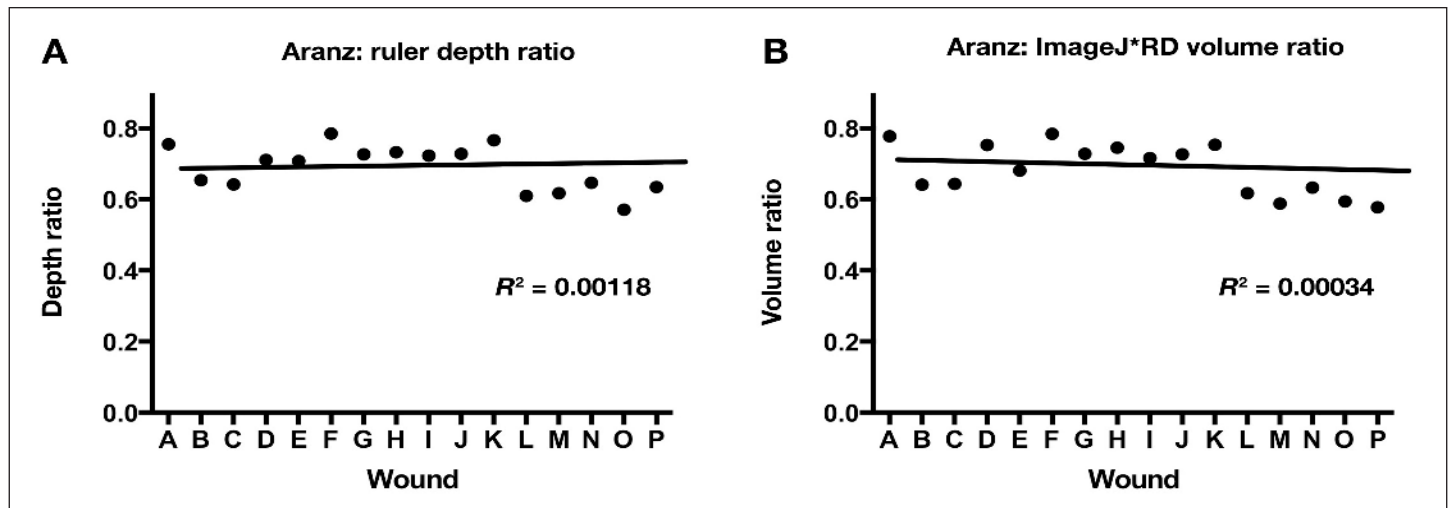 A
Aranz: ruler depth ratio
Depth ratio
0.8
0.6
0.4
0.2
0.0
R² = 0.00118
A B C D E F G H I J K L M N O P
Wound
B
Aranz: ImageJ*RD volume ratio
Volume ratio
0.8
0.6
0.4
0.2
0.0
R² = 0.00034
A B C D E F G H I J K L M N O P
Wound